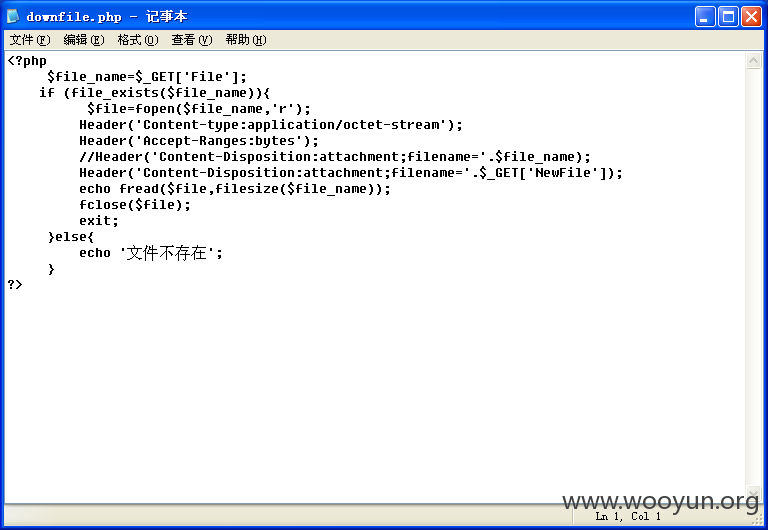 downfile.php - 记事本
文件(F) 编辑(E) 格式(O) 查看(V) 帮助(H)
<?php
     $file_name=$_GET['File'];
    if (file_exists($file_name)){
          $file=fopen($file_name,'r');
         Header('Content-type:application/octet-stream');
         Header('Accept-Ranges:bytes');
         //Header('Content-Disposition:attachment;filename='.$file_name);
         Header('Content-Disposition:attachment;filename='.$_GET['NewFile']);
         echo fread($file,filesize($file_name));
         fclose($file);
         exit;
     }else{
         echo '文件不存在';
     }
?>
www.wooyun.org
Ln 1, Col 1